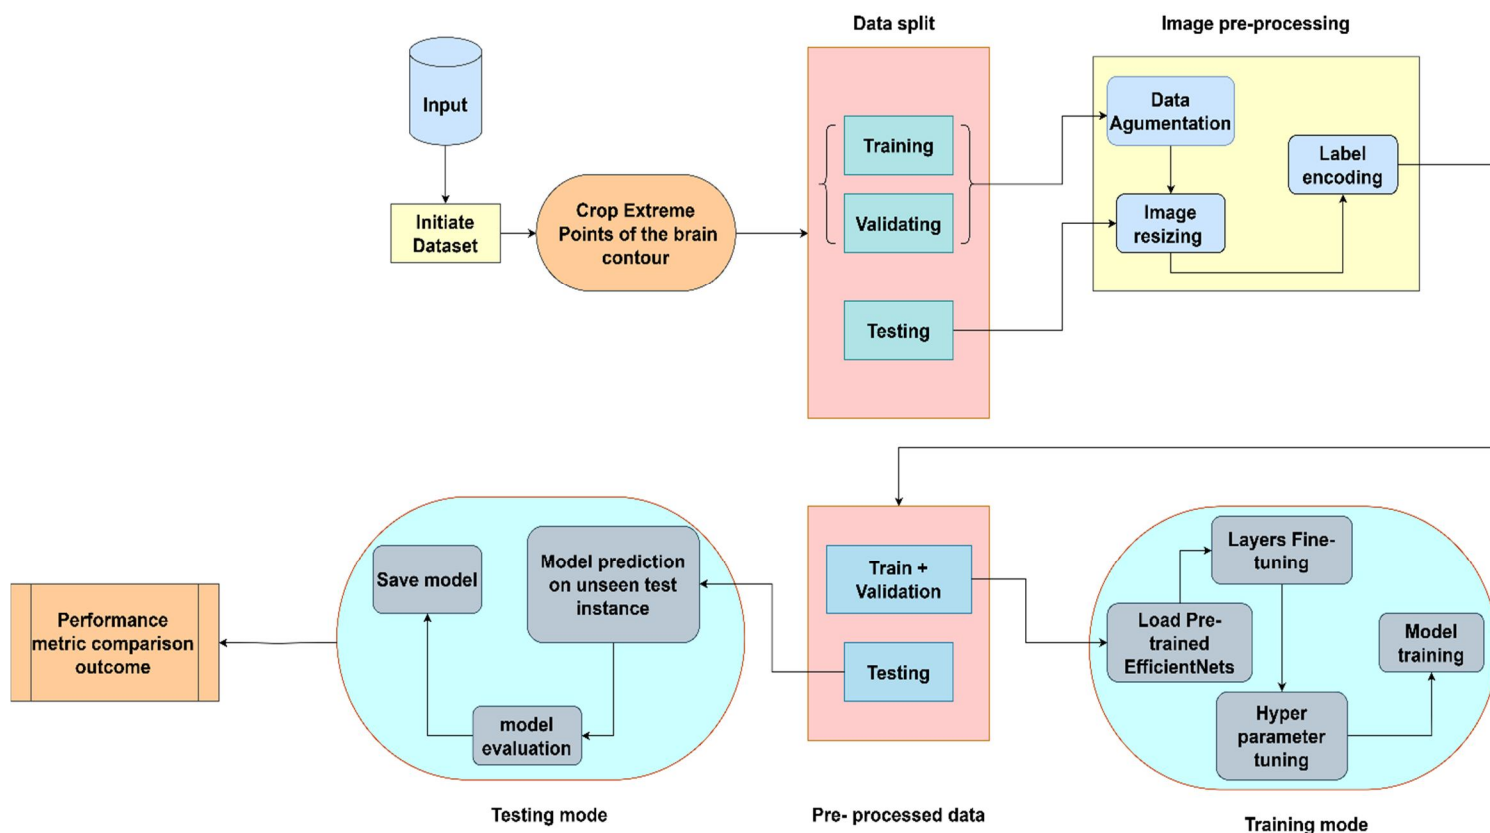 Data split
Image pre-processing
Input
Initiate
Dataset
Crop Extreme
Points of the brain
contour
Training
Validating
Testing
Data
Agumentation
Image
resizing
Label
encoding
Performance
metric comparison
outcome
Save model
Model prediction
on unseen test
instance
model
evaluation
Train +
Validation
Testing
Layers Fine-
tuning
Load Pre-
trained
EfficientNets
Hyper
parameter
tuning
Model
training
Testing mode
Pre- processed data
Training mode